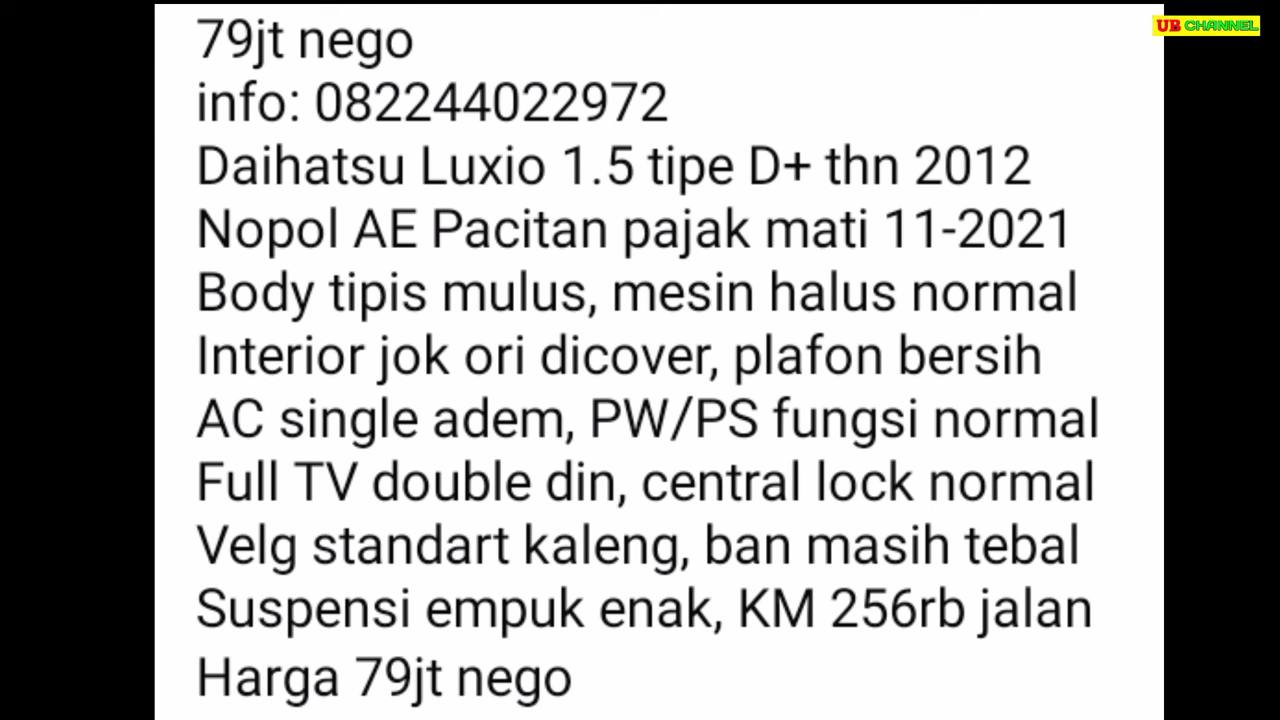 UB CHANNEL
79jt nego
info: 082244022972
Daihatsu Luxio 1.5 tipe D+ thn 2012
Nopol AE Pacitan pajak mati 11-2021
Body tipis mulus, mesin halus normal
Interior jok ori dicover, plafon bersih
AC single adem, PW/PS fungsi normal
Full TV double din, central lock normal
Velg standart kaleng, ban masih tebal
Suspensi empuk enak, KM 256rb jalan
Harga 79jt nego